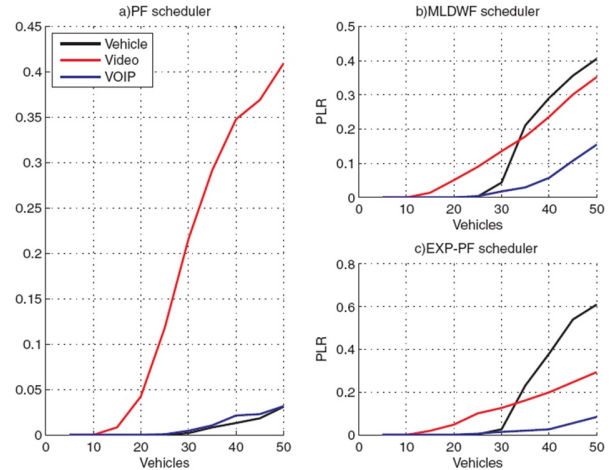 a)PF scheduler
0.45
0.4
0.35
0.3
0.25
0.2
0.15
0.1
0.05
0
Vehicle
Video
VOIP
0 10 20 30 40 50
Vehicles
b)MLDWF scheduler
PLR
0.5
0.4
0.3
0.2
0.1
0
0 10 20 30 40 50
Vehicles
c)EXP-PF scheduler
PLR
0.8
0.6
0.4
0.2
0
0 10 20 30 40 50
Vehicles